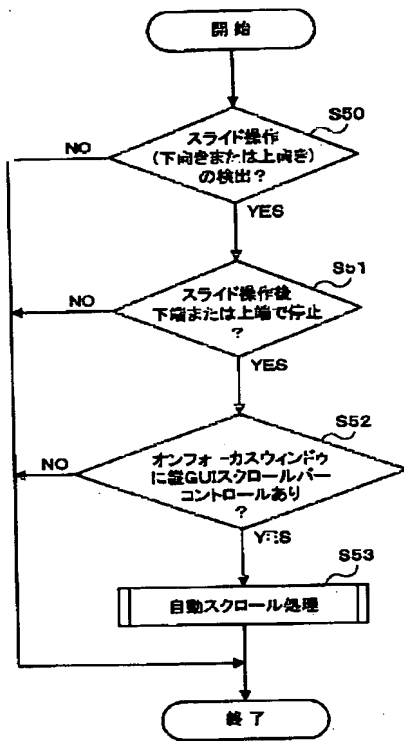 開始
S50
スライド操作
(下向きまたは上向き)
の検出?
NO
YES
S51
スライド操作後
下端または上端で停止
?
NO
YES
S52
オンフォーカスウィンドゥ
に縦GUIスクロールバー
コントロールあり
?
NO
YES
S53
自動スクロール処理
終了